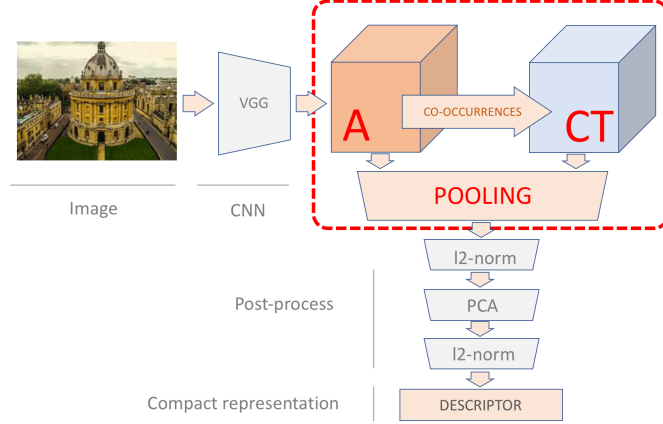 VGG
A
CO-OCCURRENCES
CT
POOLING
Image
CNN
l2-norm
Post-process
PCA
l2-norm
Compact representation
DESCRIPTOR